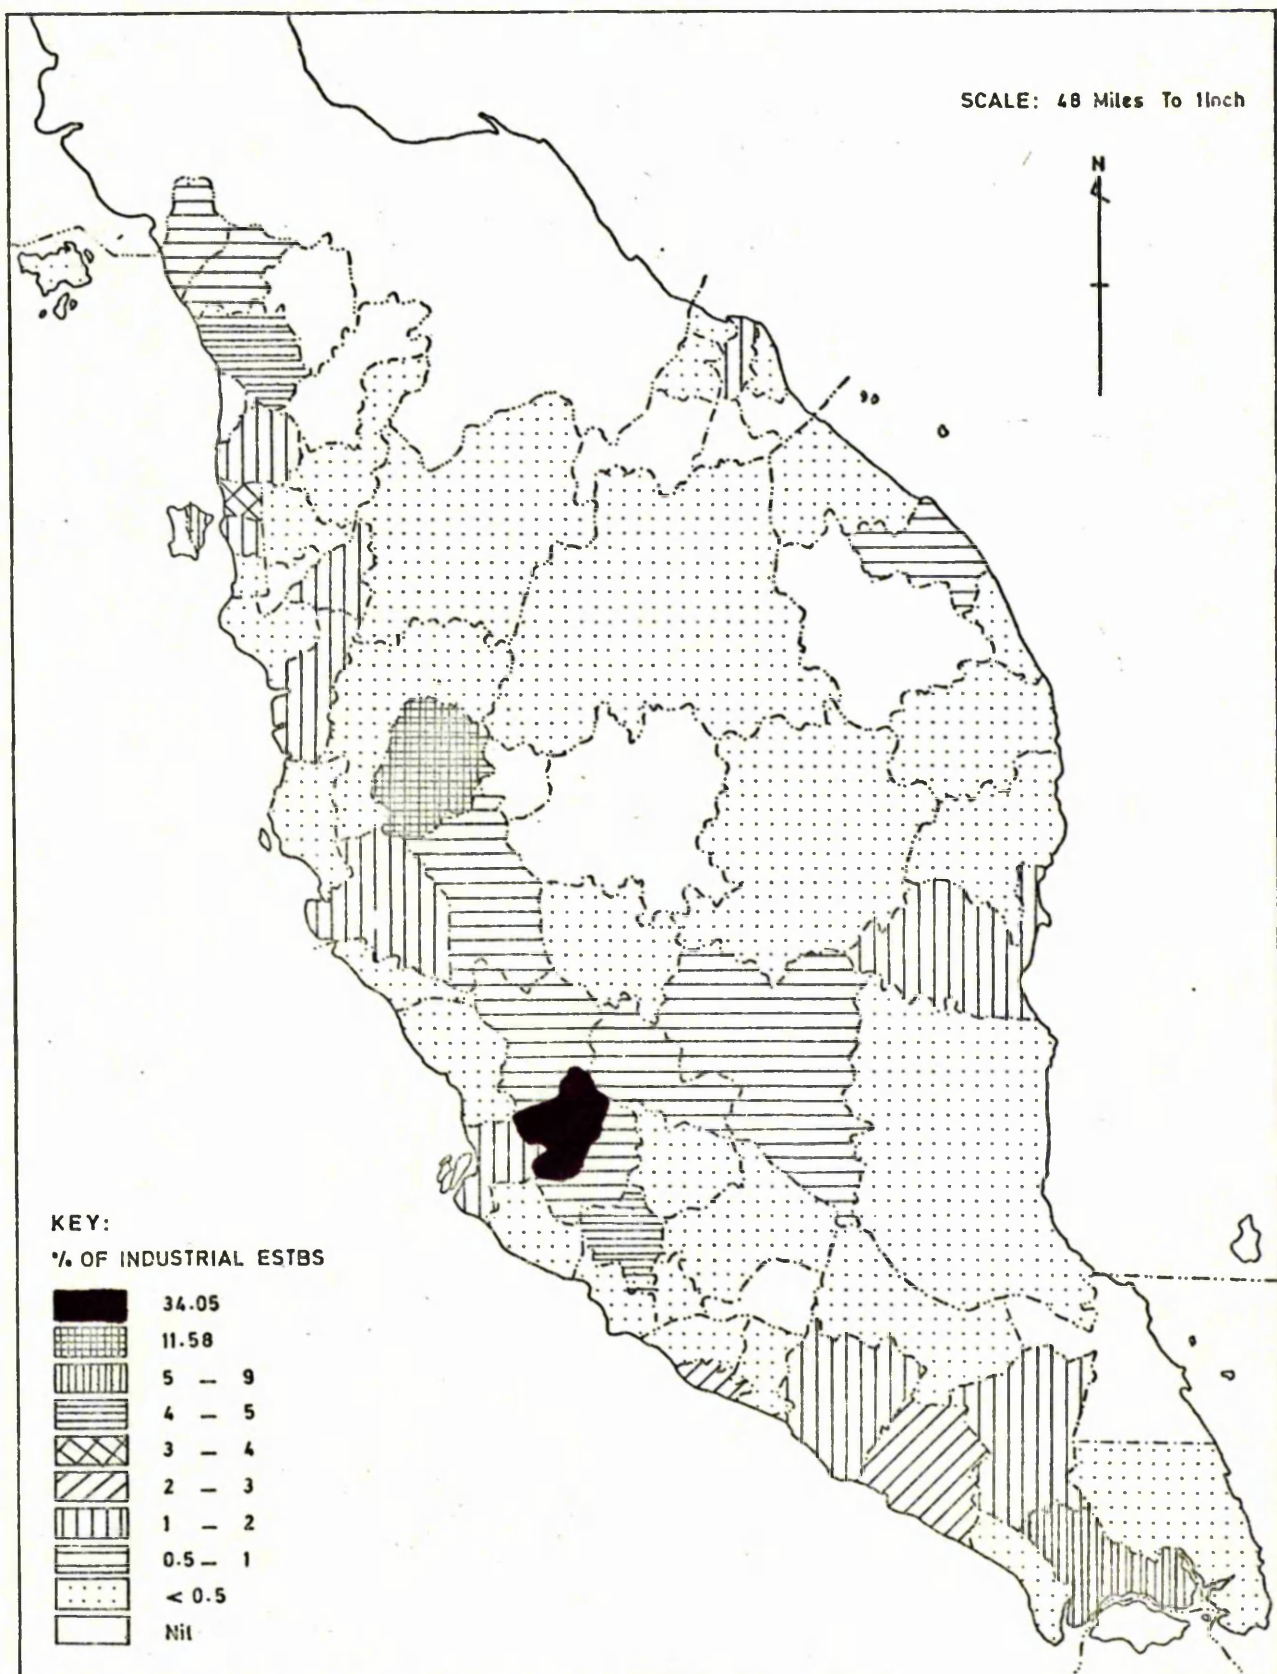 SCALE: 48 Miles To 1Inch
N
KEY:
% OF INDUSTRIAL ESTBS
34.05
11.58
5 — 9
4 — 5
3 — 4
2 — 3
1 — 2
0.5 — 1
< 0.5
Nil